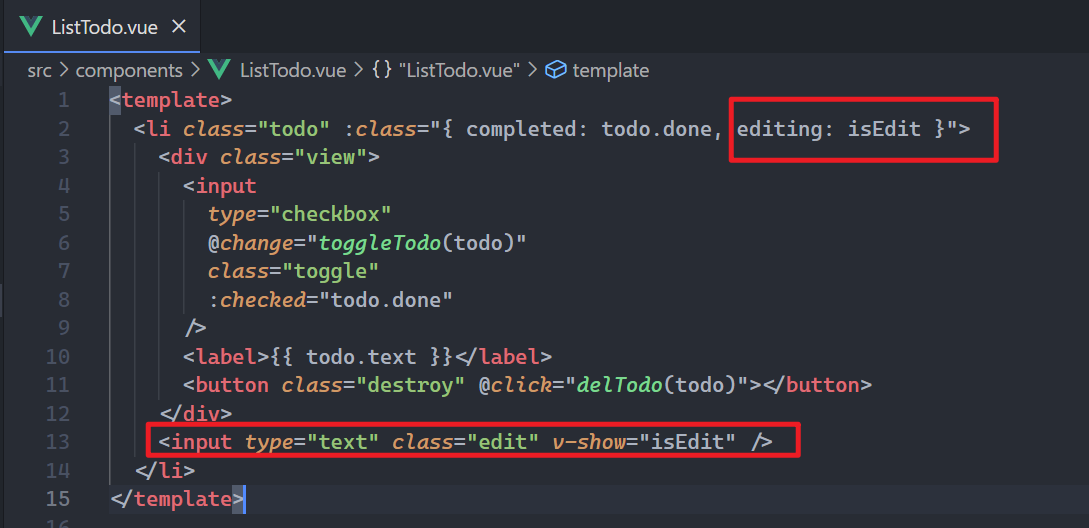 ListTodo.vue ×
src > components > ListTodo.vue > {} "ListTodo.vue" > template
1 <template>
2 <li class="todo" :class="{ completed: todo.done, editing: isEdit }">
3 <div class="view">
4 <input
5 type="checkbox"
6 @change="toggleTodo(todo)"
7 class="toggle"
8 :checked="todo.done"
9 />
10 <label>{{ todo.text }}</label>
11 <button class="destroy" @click="delTodo(todo)"></button>
12 </div>
13 <input type="text" class="edit" v-show="isEdit" />
14 </li>
15 </template>
16